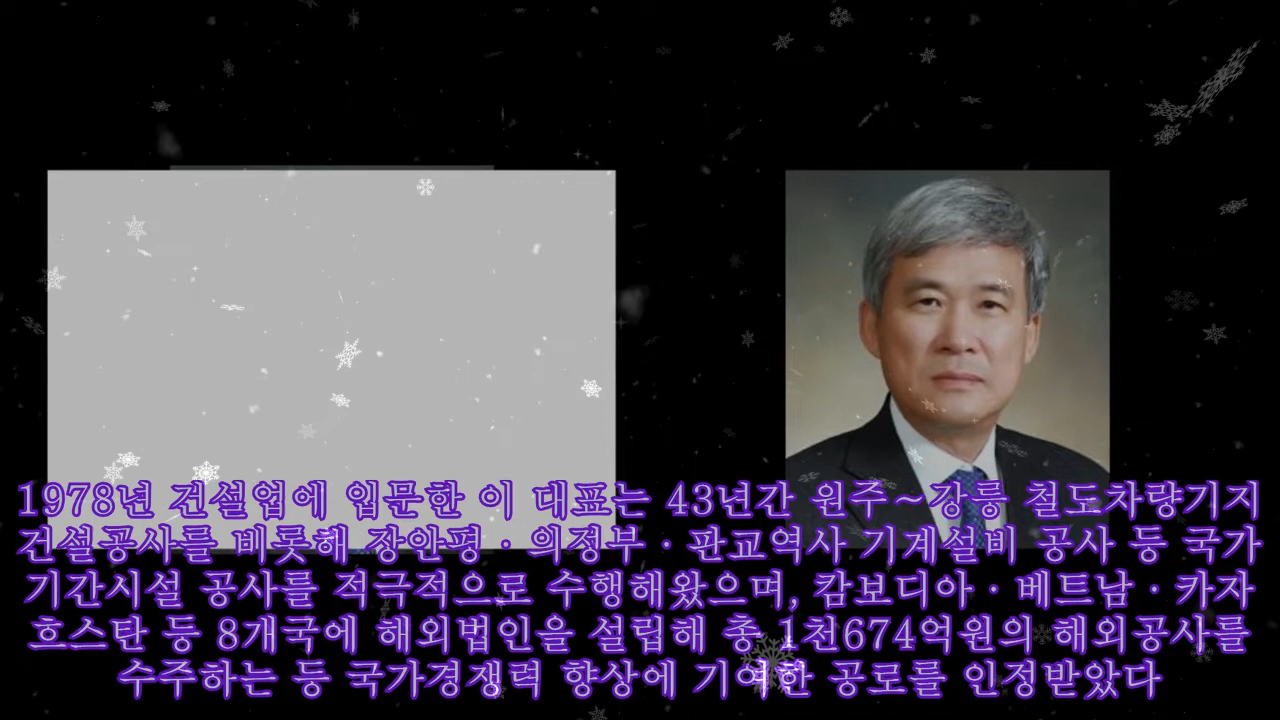 1978년 건설업에 입문한 이 대표는 43년간 원주~강릉 철도차량기지
건설공사를 비롯해 장안평·의정부·판교역사 기계설비 공사 등 국가
기간시설 공사를 적극적으로 수행해왔으며, 캄보디아·베트남·카자
흐스탄 등 8개국에 해외법인을 설립해 총 1천674억원의 해외공사를
수주하는 등 국가경쟁력 향상에 기여한 공로를 인정받았다